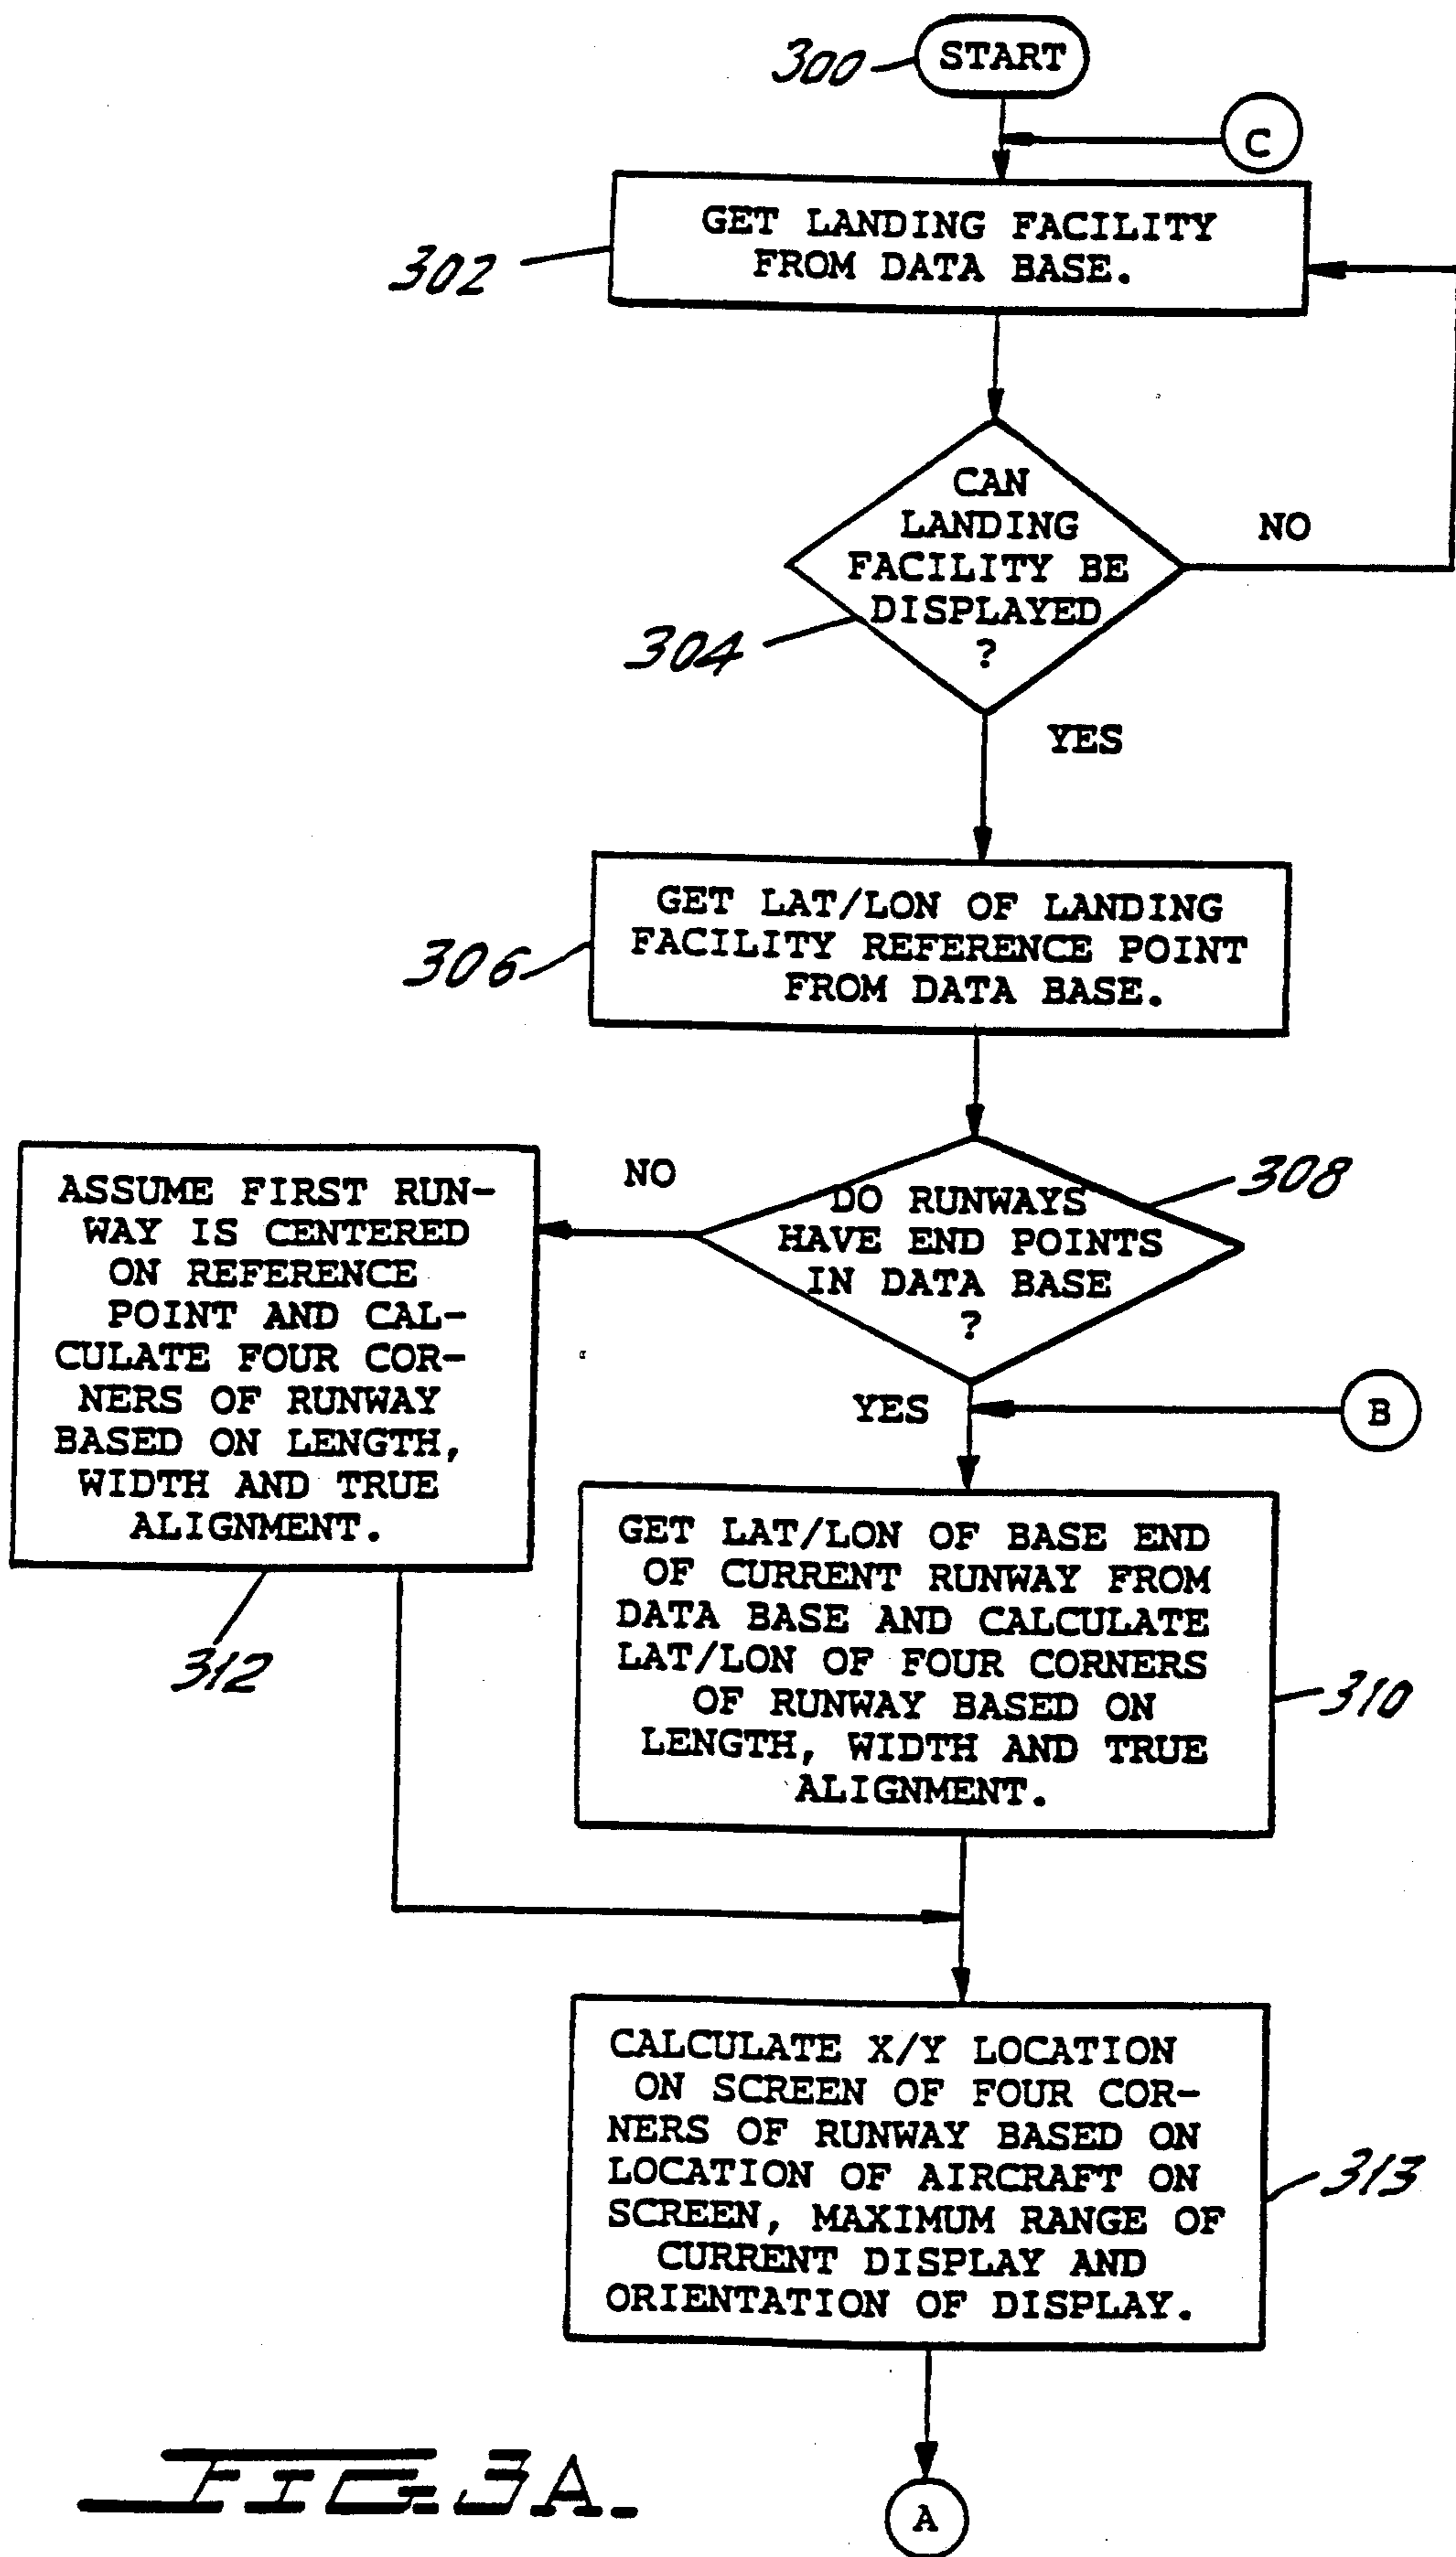 300
START
C
302
GET LANDING FACILITY
FROM DATA BASE.
CAN
LANDING
FACILITY BE
DISPLAYED
?
NO
304
YES
306
GET LAT/LON OF LANDING
FACILITY REFERENCE POINT
FROM DATA BASE.
308
DO RUNWAYS
HAVE END POINTS
IN DATA BASE
?
NO
ASSUME FIRST RUN-
WAY IS CENTERED
ON REFERENCE
POINT AND CAL-
CULATE FOUR COR-
NERS OF RUNWAY
BASED ON LENGTH,
WIDTH AND TRUE
ALIGNMENT.
312
YES
B
GET LAT/LON OF BASE END
OF CURRENT RUNWAY FROM
DATA BASE AND CALCULATE
LAT/LON OF FOUR CORNERS
OF RUNWAY BASED ON
LENGTH, WIDTH AND TRUE
ALIGNMENT.
310
CALCULATE X/Y LOCATION
ON SCREEN OF FOUR COR-
NERS OF RUNWAY BASED ON
LOCATION OF AIRCRAFT ON
SCREEN, MAXIMUM RANGE OF
CURRENT DISPLAY AND
ORIENTATION OF DISPLAY.
313
A
FIG.3A.